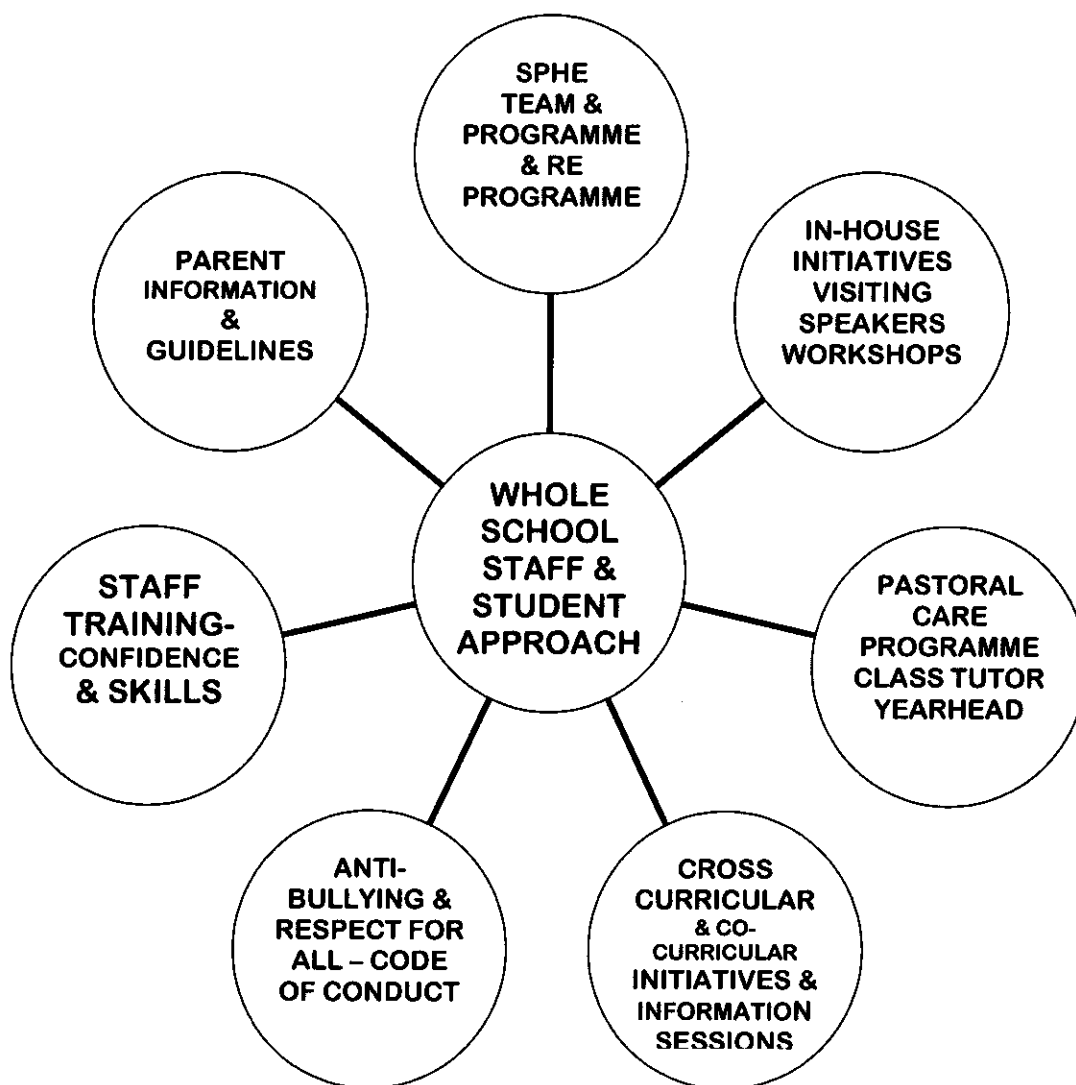 SPHE
TEAM &
PROGRAMME
& RE
PROGRAMME
IN-HOUSE
INITIATIVES
VISITING
SPEAKERS
WORKSHOPS
PARENT
INFORMATION
&
GUIDELINES
WHOLE
SCHOOL
STAFF &
STUDENT
APPROACH
STAFF
TRAINING-
CONFIDENCE
& SKILLS
PASTORAL
CARE
PROGRAMME
CLASS TUTOR
YEARHEAD
ANTI-
BULLYING &
RESPECT FOR
ALL – CODE
OF CONDUCT
CROSS
CURRICULAR
& CO-
CURRICULAR
INITIATIVES &
INFORMATION
SESSIONS